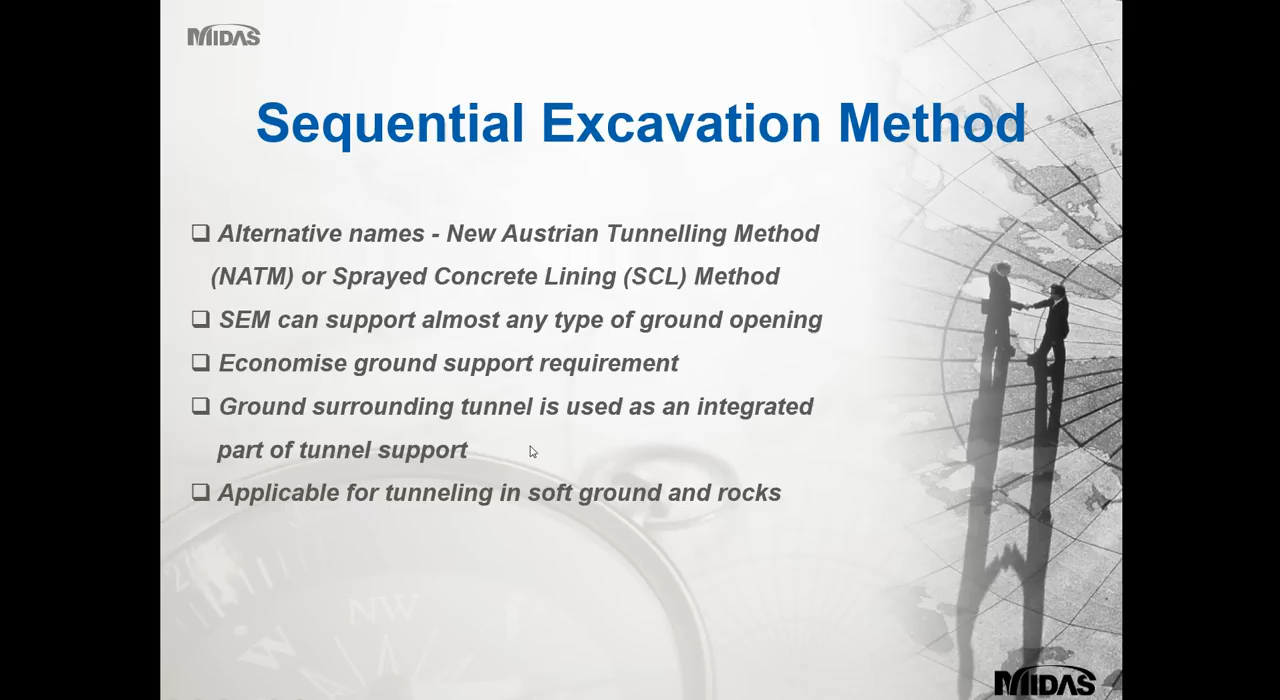 MIDAS
Sequential Excavation Method
❑ Alternative names - New Austrian Tunnelling Method
(NATM) or Sprayed Concrete Lining (SCL) Method
❑ SEM can support almost any type of ground opening
❑ Economise ground support requirement
❑ Ground surrounding tunnel is used as an integrated
part of tunnel support
❑ Applicable for tunneling in soft ground and rocks
NW
W
MIDAS